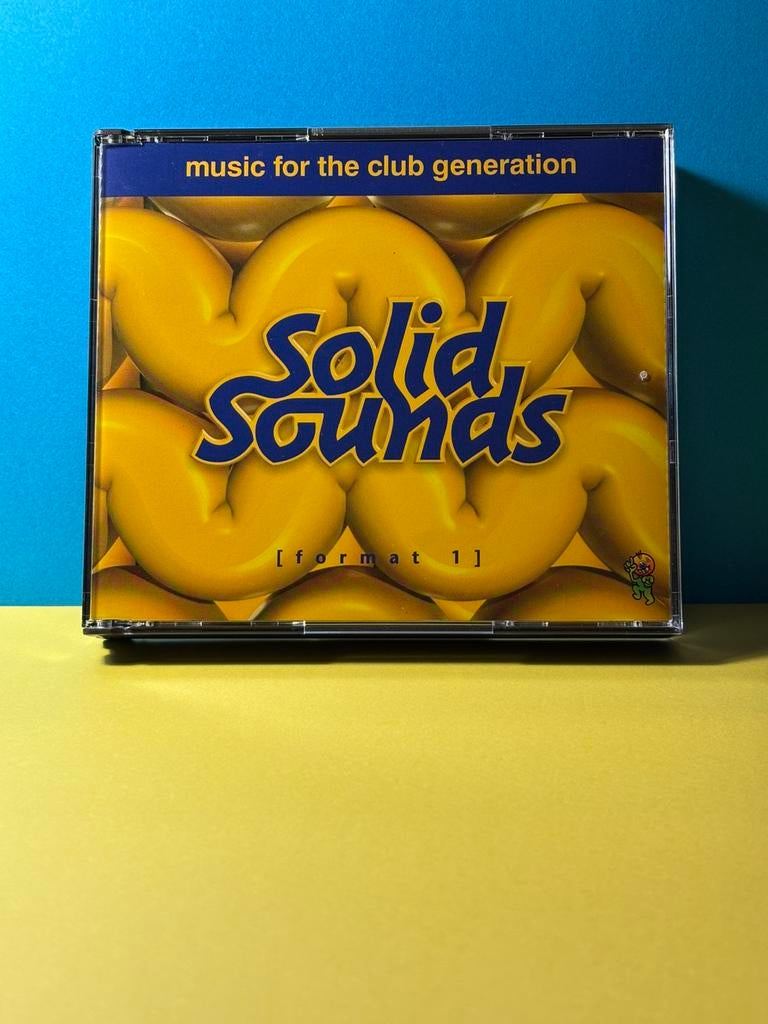 music for the club generation
Solid
Sounds
[format 1]